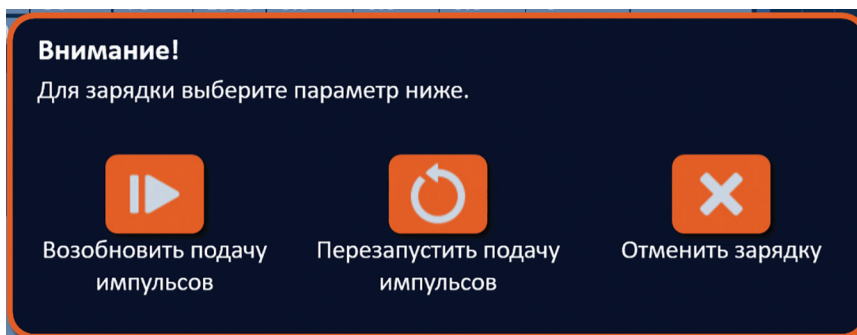 Внимание!
Для зарядки выберите параметр ниже.
Возобновить подачу
импульсов
Перезапустить подачу
импульсов
Отменить зарядку